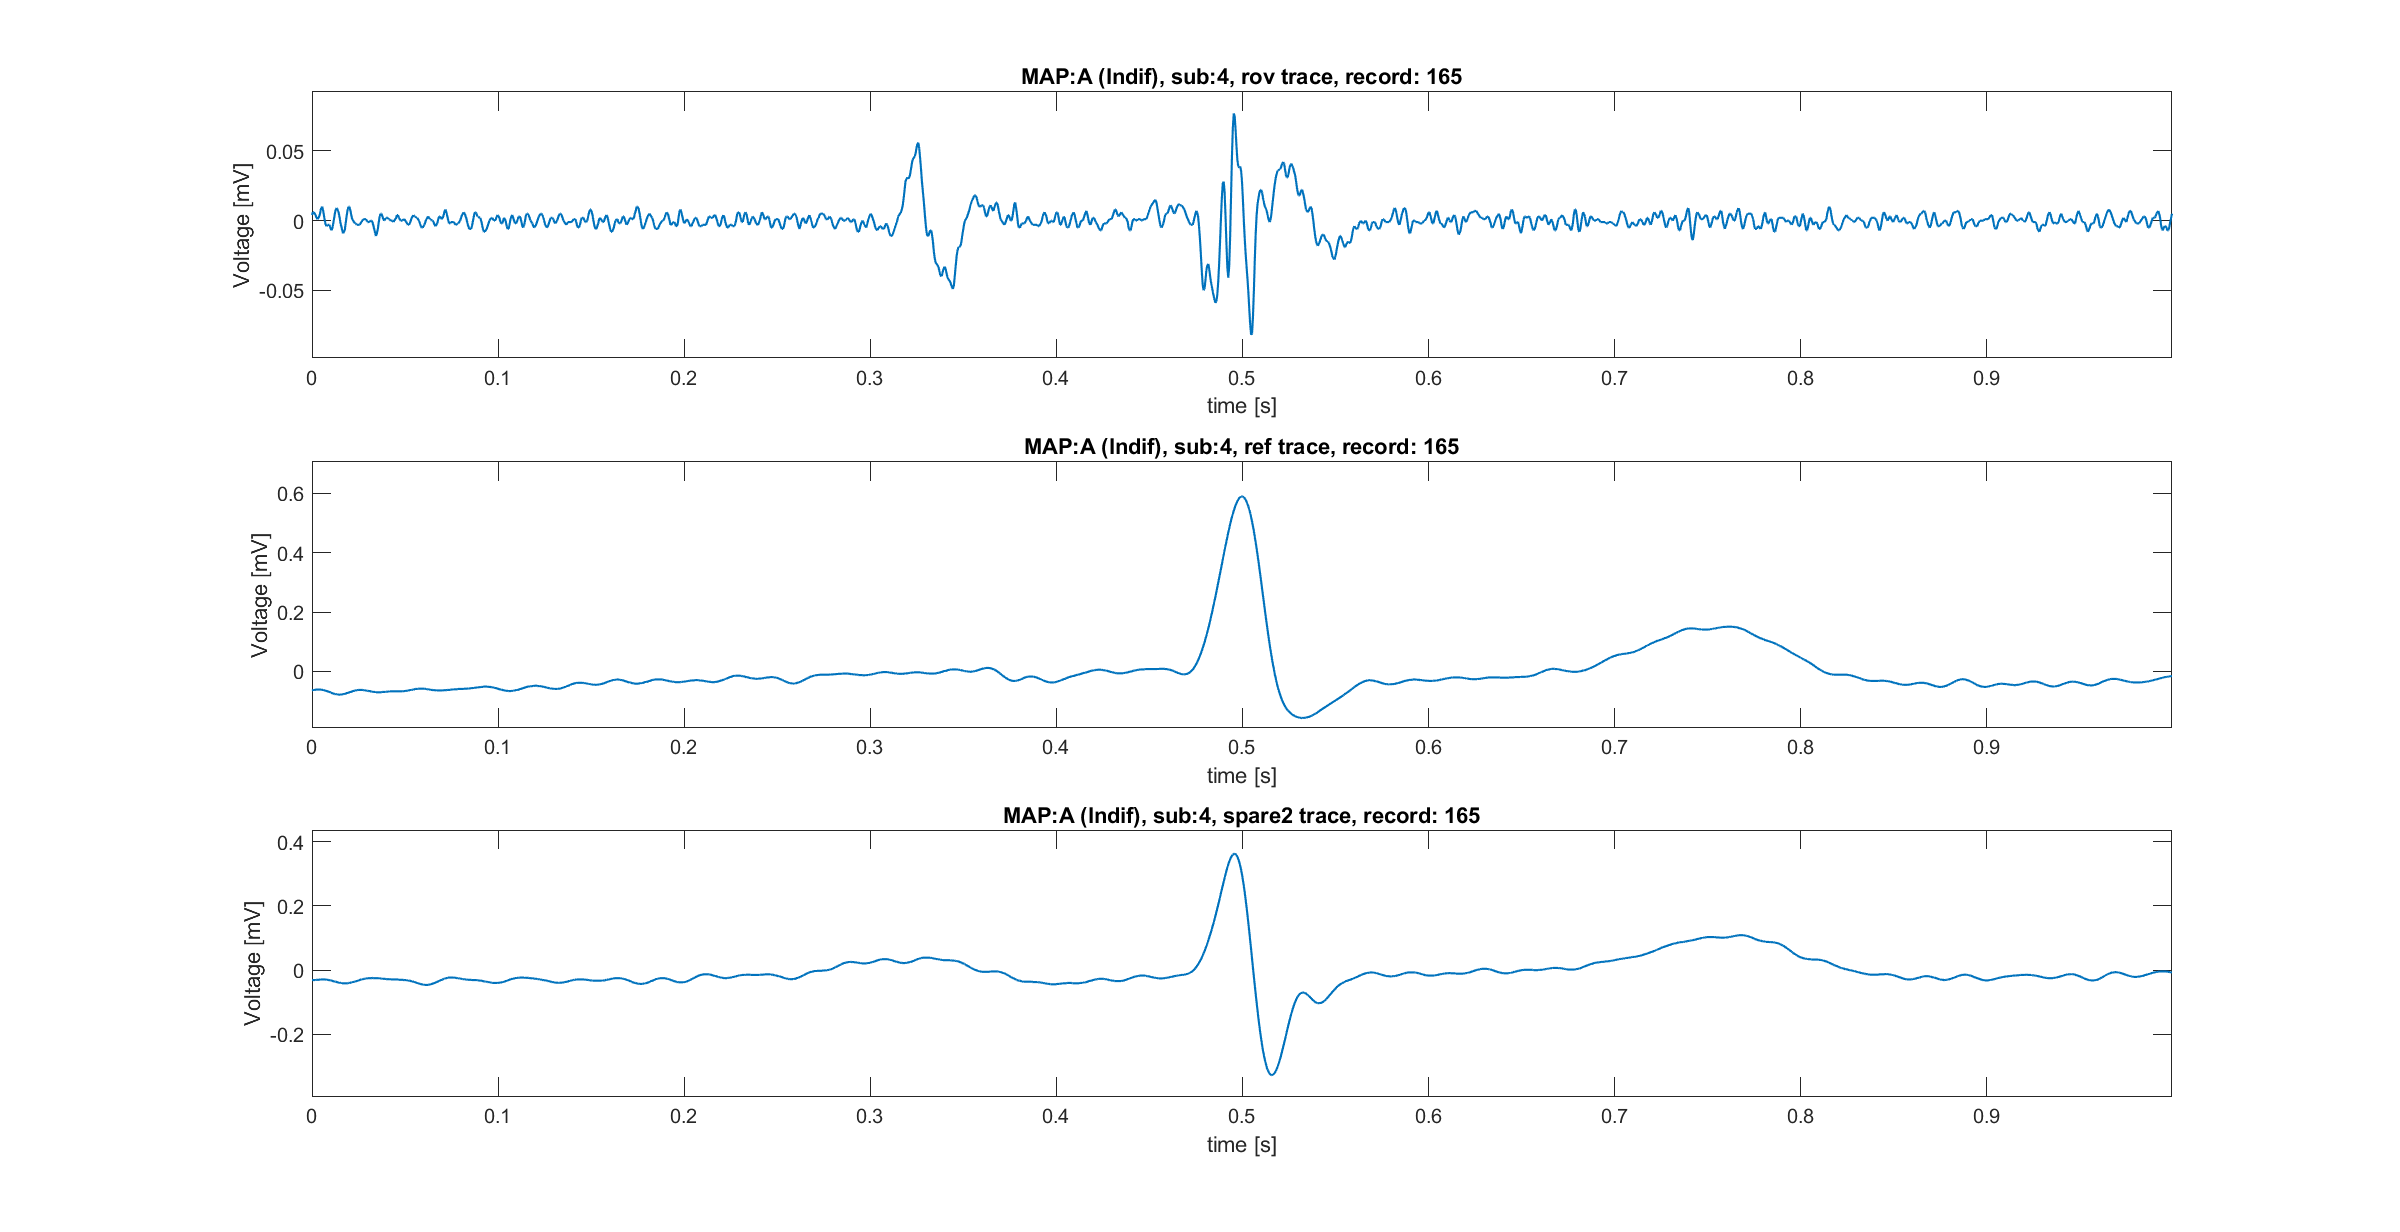 MAP:A (Indif), sub:4, rov trace, record: 165
Voltage [mV]
0.05
0
-0.05
0 0.1 0.2 0.3 0.4 0.5 0.6 0.7 0.8 0.9
time [s]
MAP:A (Indif), sub:4, ref trace, record: 165
Voltage [mV]
0.6
0.4
0.2
0
0 0.1 0.2 0.3 0.4 0.5 0.6 0.7 0.8 0.9
time [s]
MAP:A (Indif), sub:4, spare2 trace, record: 165
Voltage [mV]
0.4
0.2
0
-0.2
0 0.1 0.2 0.3 0.4 0.5 0.6 0.7 0.8 0.9
time [s]